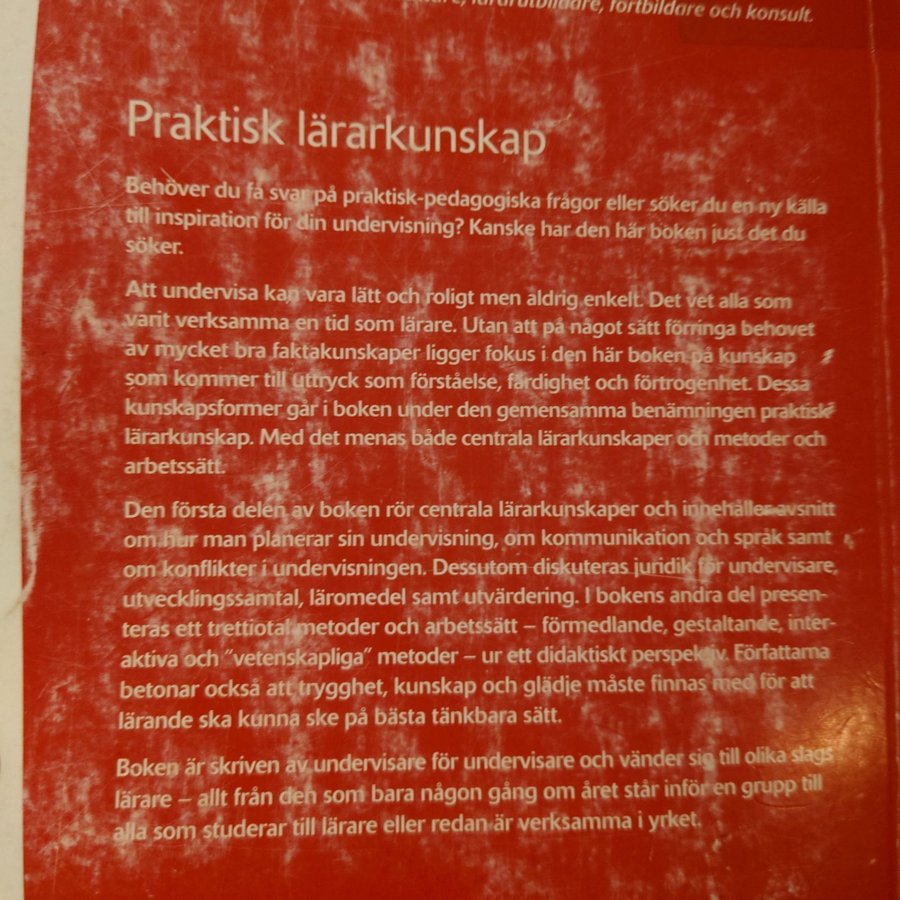 lärarutbildare, fortbildare och konsult.
Praktisk lärarkunskap
Behöver du få svar på praktisk-pedagogiska frågor eller söker du en ny källa
till inspiration för din undervisning? Kanske har den här boken just det du
söker.
Att undervisa kan vara lätt och roligt men aldrig enkelt. Det vet alla som
varit verksamma en tid som lärare. Utan att på något sätt förringa behovet
av mycket bra faktakunskaper ligger fokus i den här boken på kunskap
som kommer till uttryck som förståelse, färdighet och förtrogenhet. Dessa
kunskapsformer går i boken under den gemensamma benämningen praktisk
lärarkunskap. Med det menas både centrala lärarkunskaper och metoder och
arbetssätt.
Den första delen av boken rör centrala lärarkunskaper och innehåller avsnitt
om hur man planerar sin undervisning, om kommunikation och språk samt
om konflikter i undervisningen. Dessutom diskuteras juridik för undervisare,
utvecklingssamtal, läromedel samt utvärdering. I bokens andra del presen-
teras ett trettiotal metoder och arbetssätt – förmedlande, gestaltande, inter-
aktiva och ”vetenskapliga” metoder – ur ett didaktiskt perspektiv. Författarna
betonar också att trygghet, kunskap och glädje måste finnas med för att
lärande ska kunna ske på bästa tänkbara sätt.
Boken är skriven av undervisare för undervisare och vänder sig till olika slags
lärare – allt från den som bara någon gång om året står inför en grupp till
alla som studerar till lärare eller redan är verksamma i yrket.